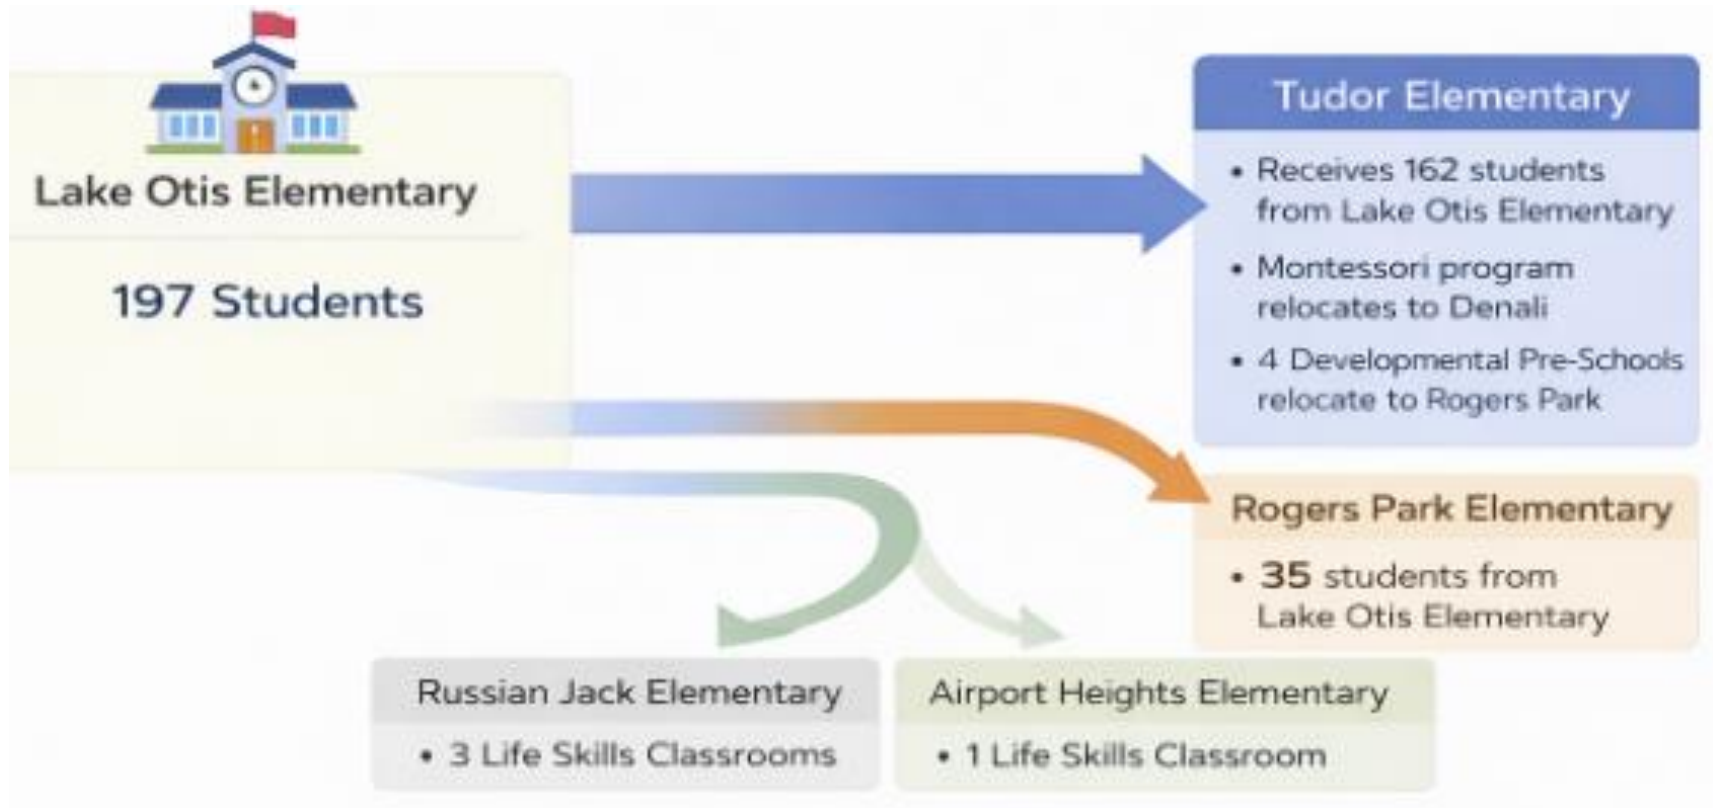 Lake Otis Elementary
197 Students
Tudor Elementary
• Receives 162 students
from Lake Otis Elementary
• Montessori program
relocates to Denali
• 4 Developmental Pre-Schools
relocate to Rogers Park
Rogers Park Elementary
• 35 students from
Lake Otis Elementary
Russian Jack Elementary
• 3 Life Skills Classrooms
Airport Heights Elementary
• 1 Life Skills Classroom